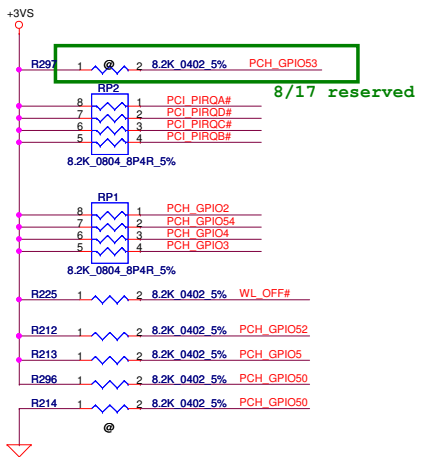 +3VS
R297 1 @ 2 8.2K_0402_5% PCH_GPIO53
8/17 reserved
RP2
8 1 PCI_PIRQA#
7 2 PCI_PIRQD#
6 3 PCI_PIRQC#
5 4 PCI_PIRQB#
8.2K_0804_8P4R_5%
RP1
8 1 PCH_GPIO2
7 2 PCH_GPIO54
6 3 PCH_GPIO4
5 4 PCH_GPIO3
8.2K_0804_8P4R_5%
R225 1 2 8.2K_0402_5% WL_OFF#
R212 1 2 8.2K_0402_5% PCH_GPIO52
R213 1 2 8.2K_0402_5% PCH_GPIO5
R296 1 2 8.2K_0402_5% PCH_GPIO50
R214 1 2 8.2K_0402_5% PCH_GPIO50
@